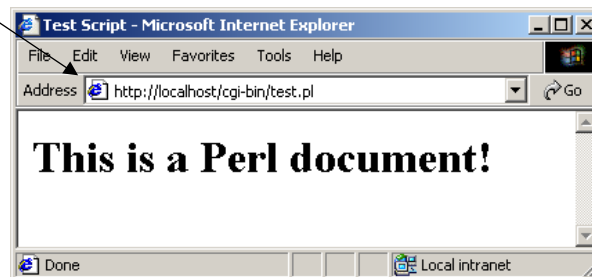 Test Script - Microsoft Internet Explorer
File Edit View Favorites Tools Help
Address http://localhost/cgi-bin/test.pl Go
This is a Perl document!
Done Local intranet